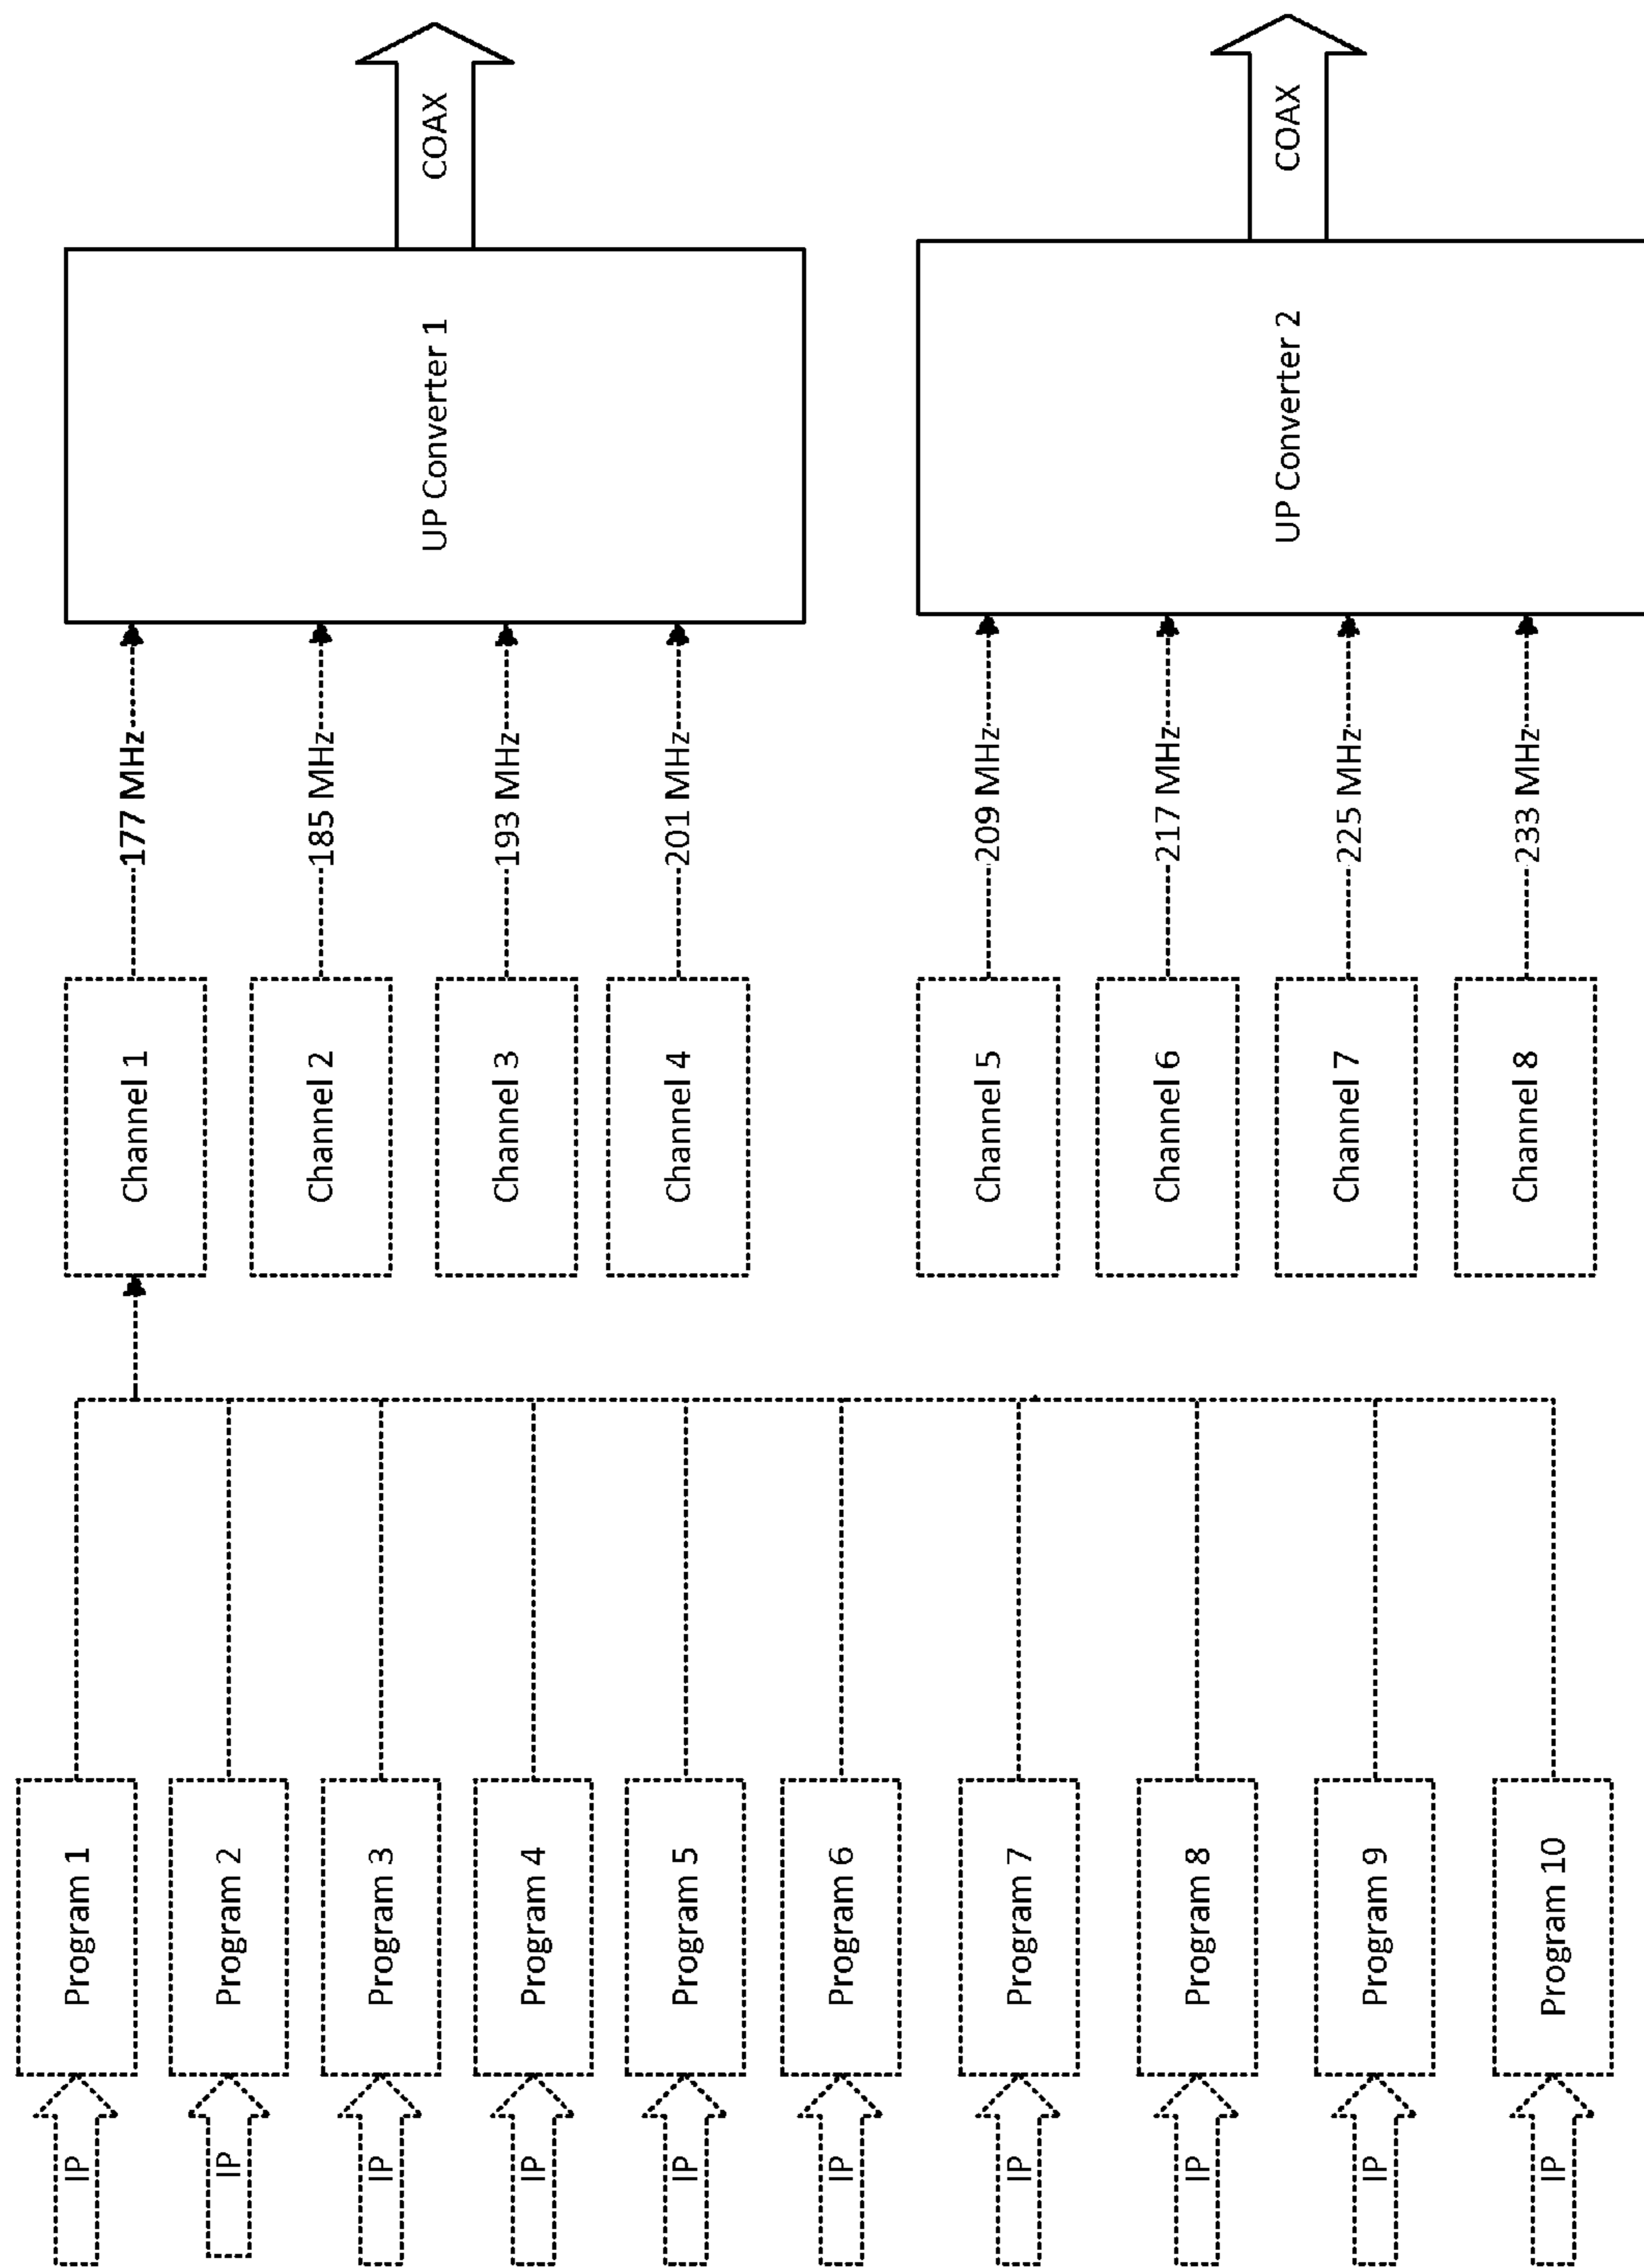 IP
Program 1
IP
Program 2
IP
Program 3
IP
Program 4
IP
Program 5
IP
Program 6
IP
Program 7
IP
Program 8
IP
Program 9
IP
Program 10
Channel 1
177 MHz
Channel 2
185 MHz
Channel 3
193 MHz
Channel 4
201 MHz
UP Converter 1
COAX
Channel 5
209 MHz
Channel 6
217 MHz
Channel 7
225 MHz
Channel 8
233 MHz
UP Converter 2
COAX